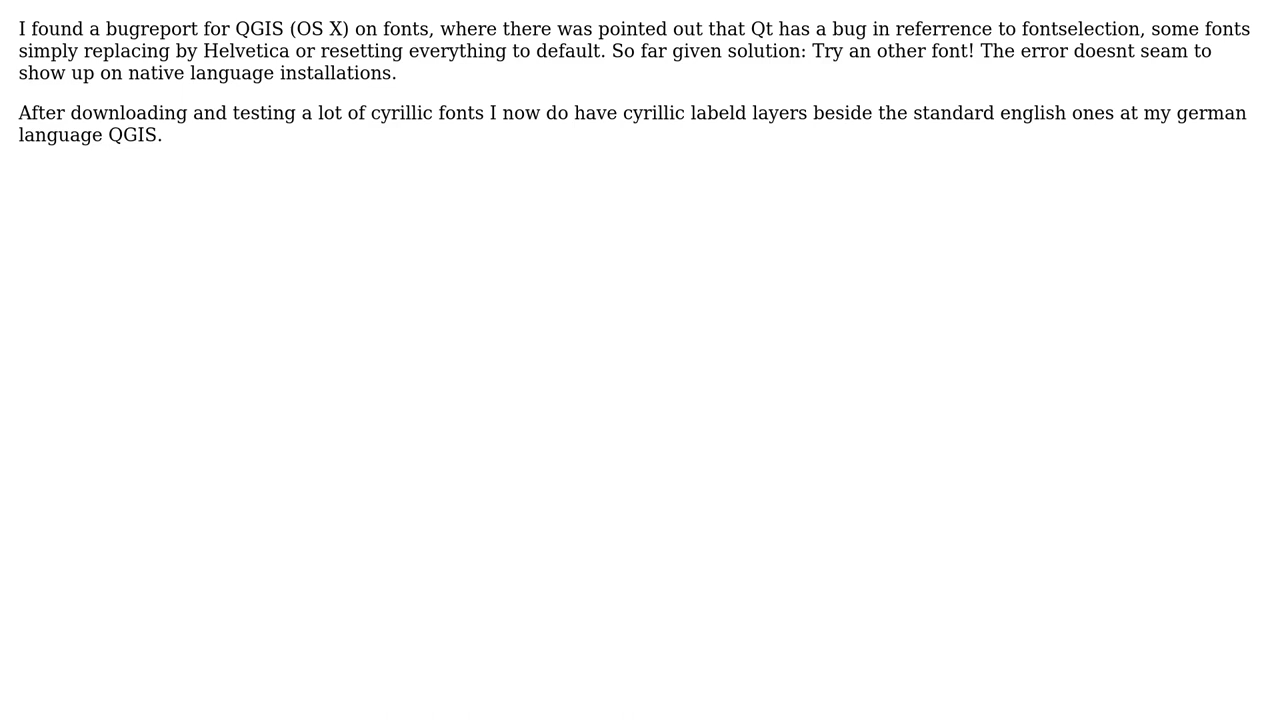 I found a bugreport for QGIS (OS X) on fonts, where there was pointed out that Qt has a bug in referrence to fontselection, some fonts
simply replacing by Helvetica or resetting everything to default. So far given solution: Try an other font! The error doesnt seam to
show up on native language installations.
After downloading and testing a lot of cyrillic fonts I now do have cyrillic labeld layers beside the standard english ones at my german
language QGIS.